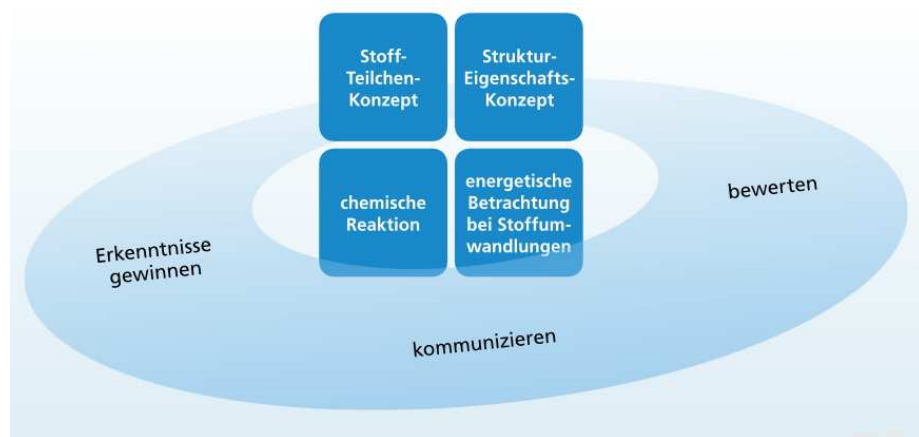 Stoff-
Teilchen-
Konzept
Struktur-
Eigenschafts-
Konzept
chemische
Reaktion
energetische
Betrachtung
bei Stoffum-
wandlungen
bewerten
Erkenntnisse
gewinnen
kommunizieren